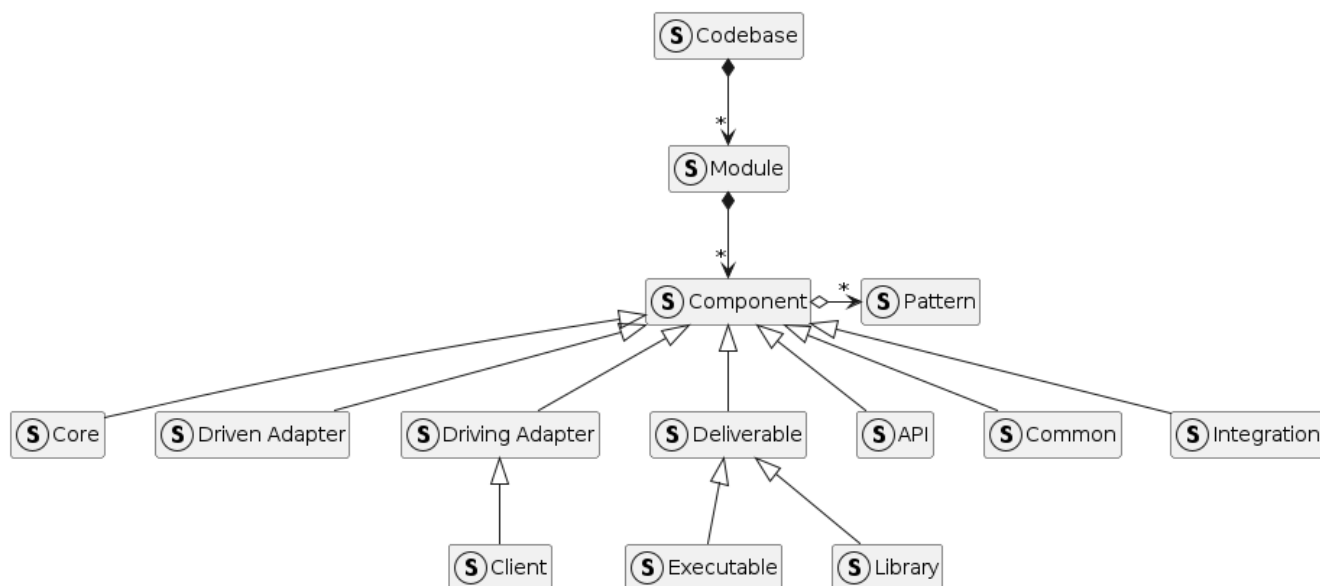 S Codebase
*
S Module
*
S Component
*
S Pattern
S Core
S Driven Adapter
S Driving Adapter
S Deliverable
S API
S Common
S Integration
S Client
S Executable
S Library